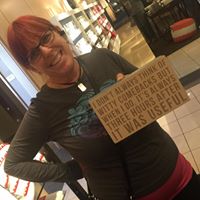 I DON'T ALWAYS THINK OF
WITTY COMEBACKS BUT
WHEN I DO, IT'S ALWAYS
THREE HOURS AFTER
IT WAS USEFUL